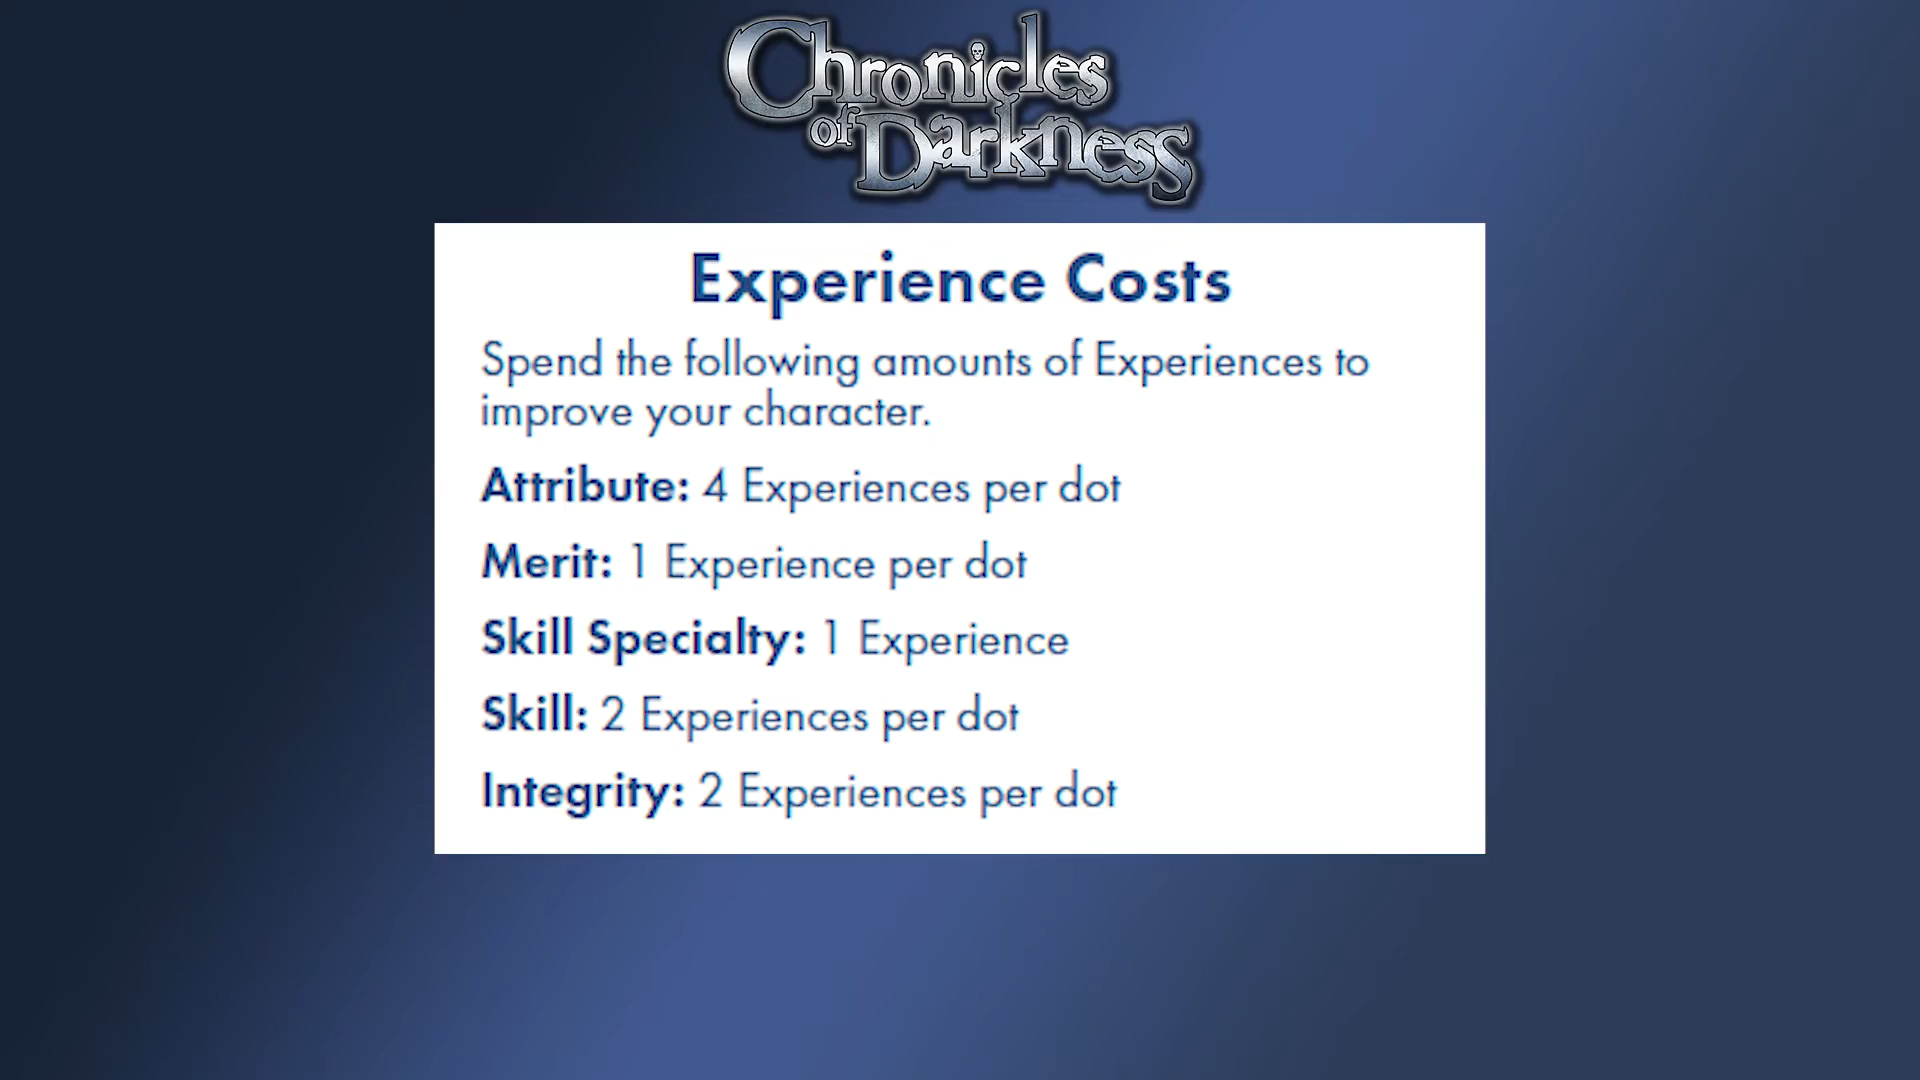 Chronicles
of Darkness
Experience Costs
Spend the following amounts of Experiences to
improve your character.
Attribute: 4 Experiences per dot
Merit: 1 Experience per dot
Skill Specialty: 1 Experience
Skill: 2 Experiences per dot
Integrity: 2 Experiences per dot